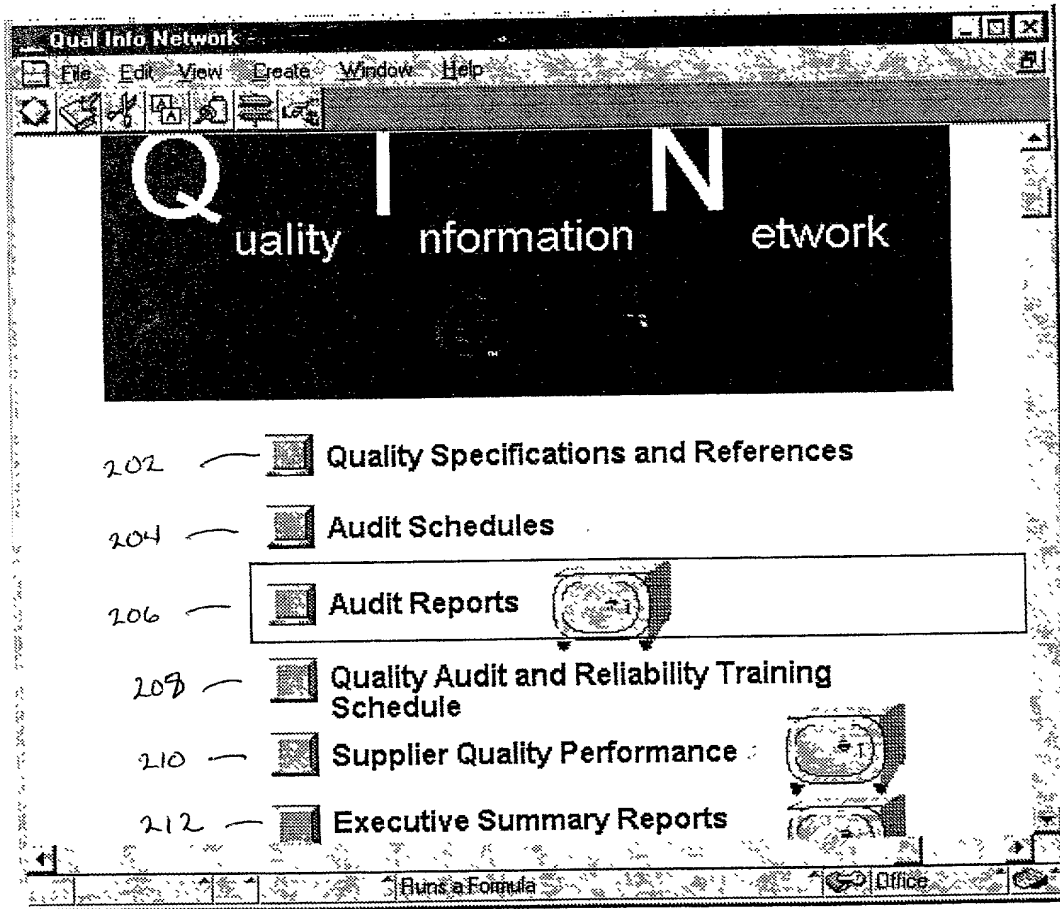 Qual Info Network -
File Edit View Create Window Help
Q I N
uality nformation etwork
202 Quality Specifications and References
204 Audit Schedules
206 Audit Reports
208 Quality Audit and Reliability Training
Schedule
210 Supplier Quality Performance
212 Executive Summary Reports
Runs a Formula Office